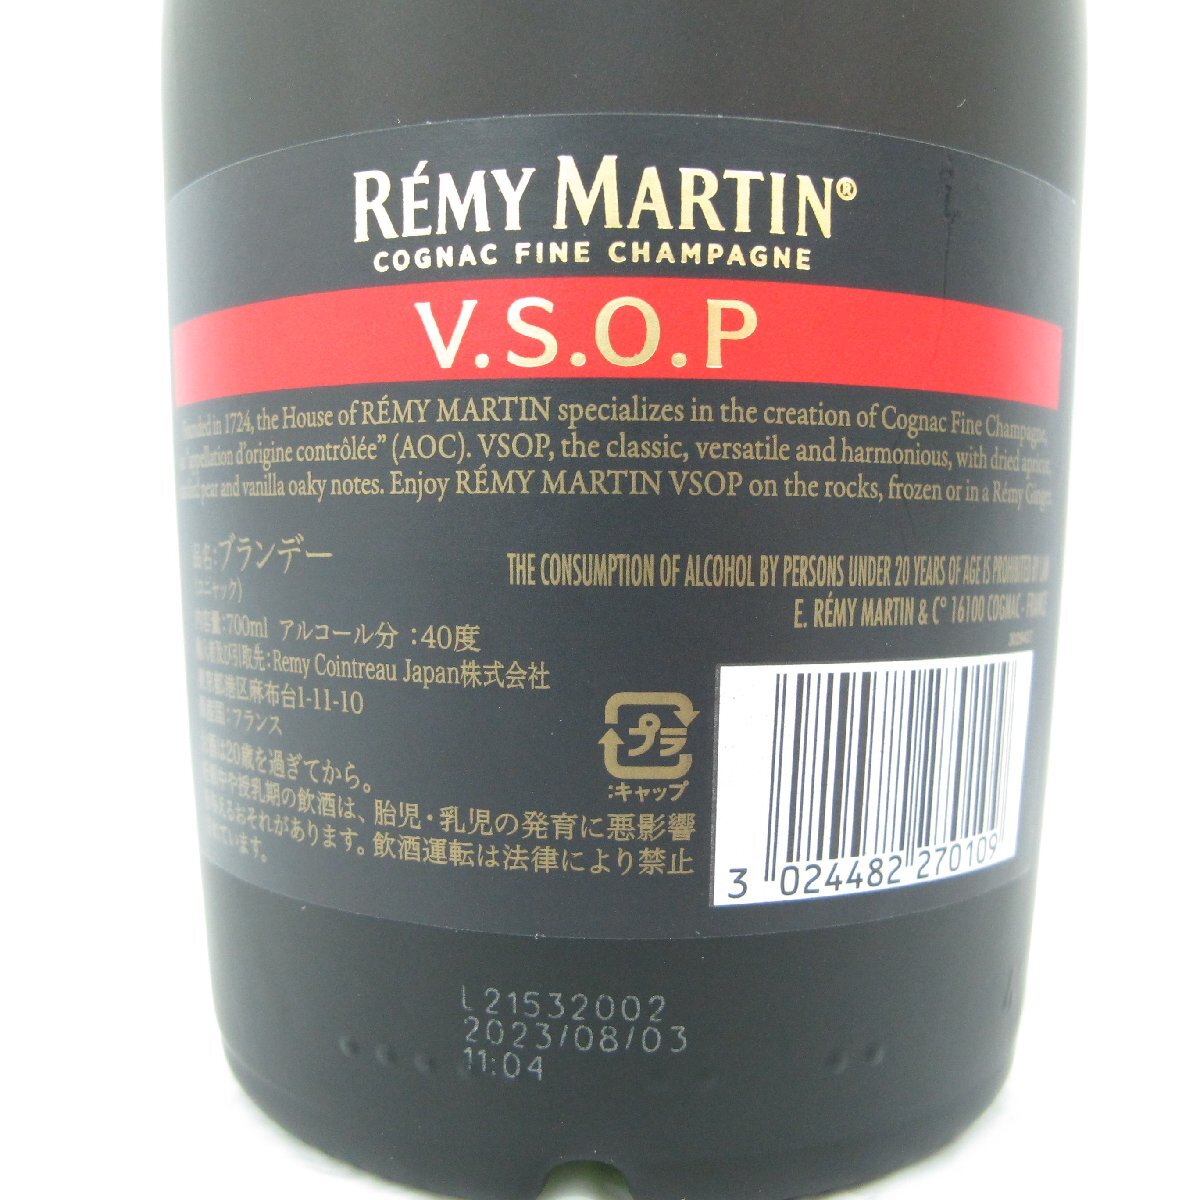 RÉMY MARTIN®
COGNAC FINE CHAMPAGNE
V.S.O.P
in 1724, the House of RÉMY MARTIN specializes in the creation of Cognac Fine Champagne,
d'origine contrôlée" (AOC). VSOP, the classic, versatile and harmonious, with dried apricot,
pear and vanilla oaky notes. Enjoy RÉMY MARTIN VSOP on the rocks, frozen or in a Rémy Ginger.
品名:ブランデー
(コニャック)
内容量:700ml アルコール分:40度
引取先:Remy Cointreau Japan株式会社
東京都港区麻布台1-11-10
原産国:フランス
お酒は20歳を過ぎてから。
妊娠中や授乳期の飲酒は、胎児・乳児の発育に悪影響
を与えるおそれがあります。飲酒運転は法律により禁止
されています。
THE CONSUMPTION OF ALCOHOL BY PERSONS UNDER 20 YEARS OF AGE IS PROHIBITED BY LAW
E. RÉMY MARTIN & C° 16100 COGNAC - FRANCE
プラ
:キャップ
3 024482 270109
L21532002
2023/08/03
11:04